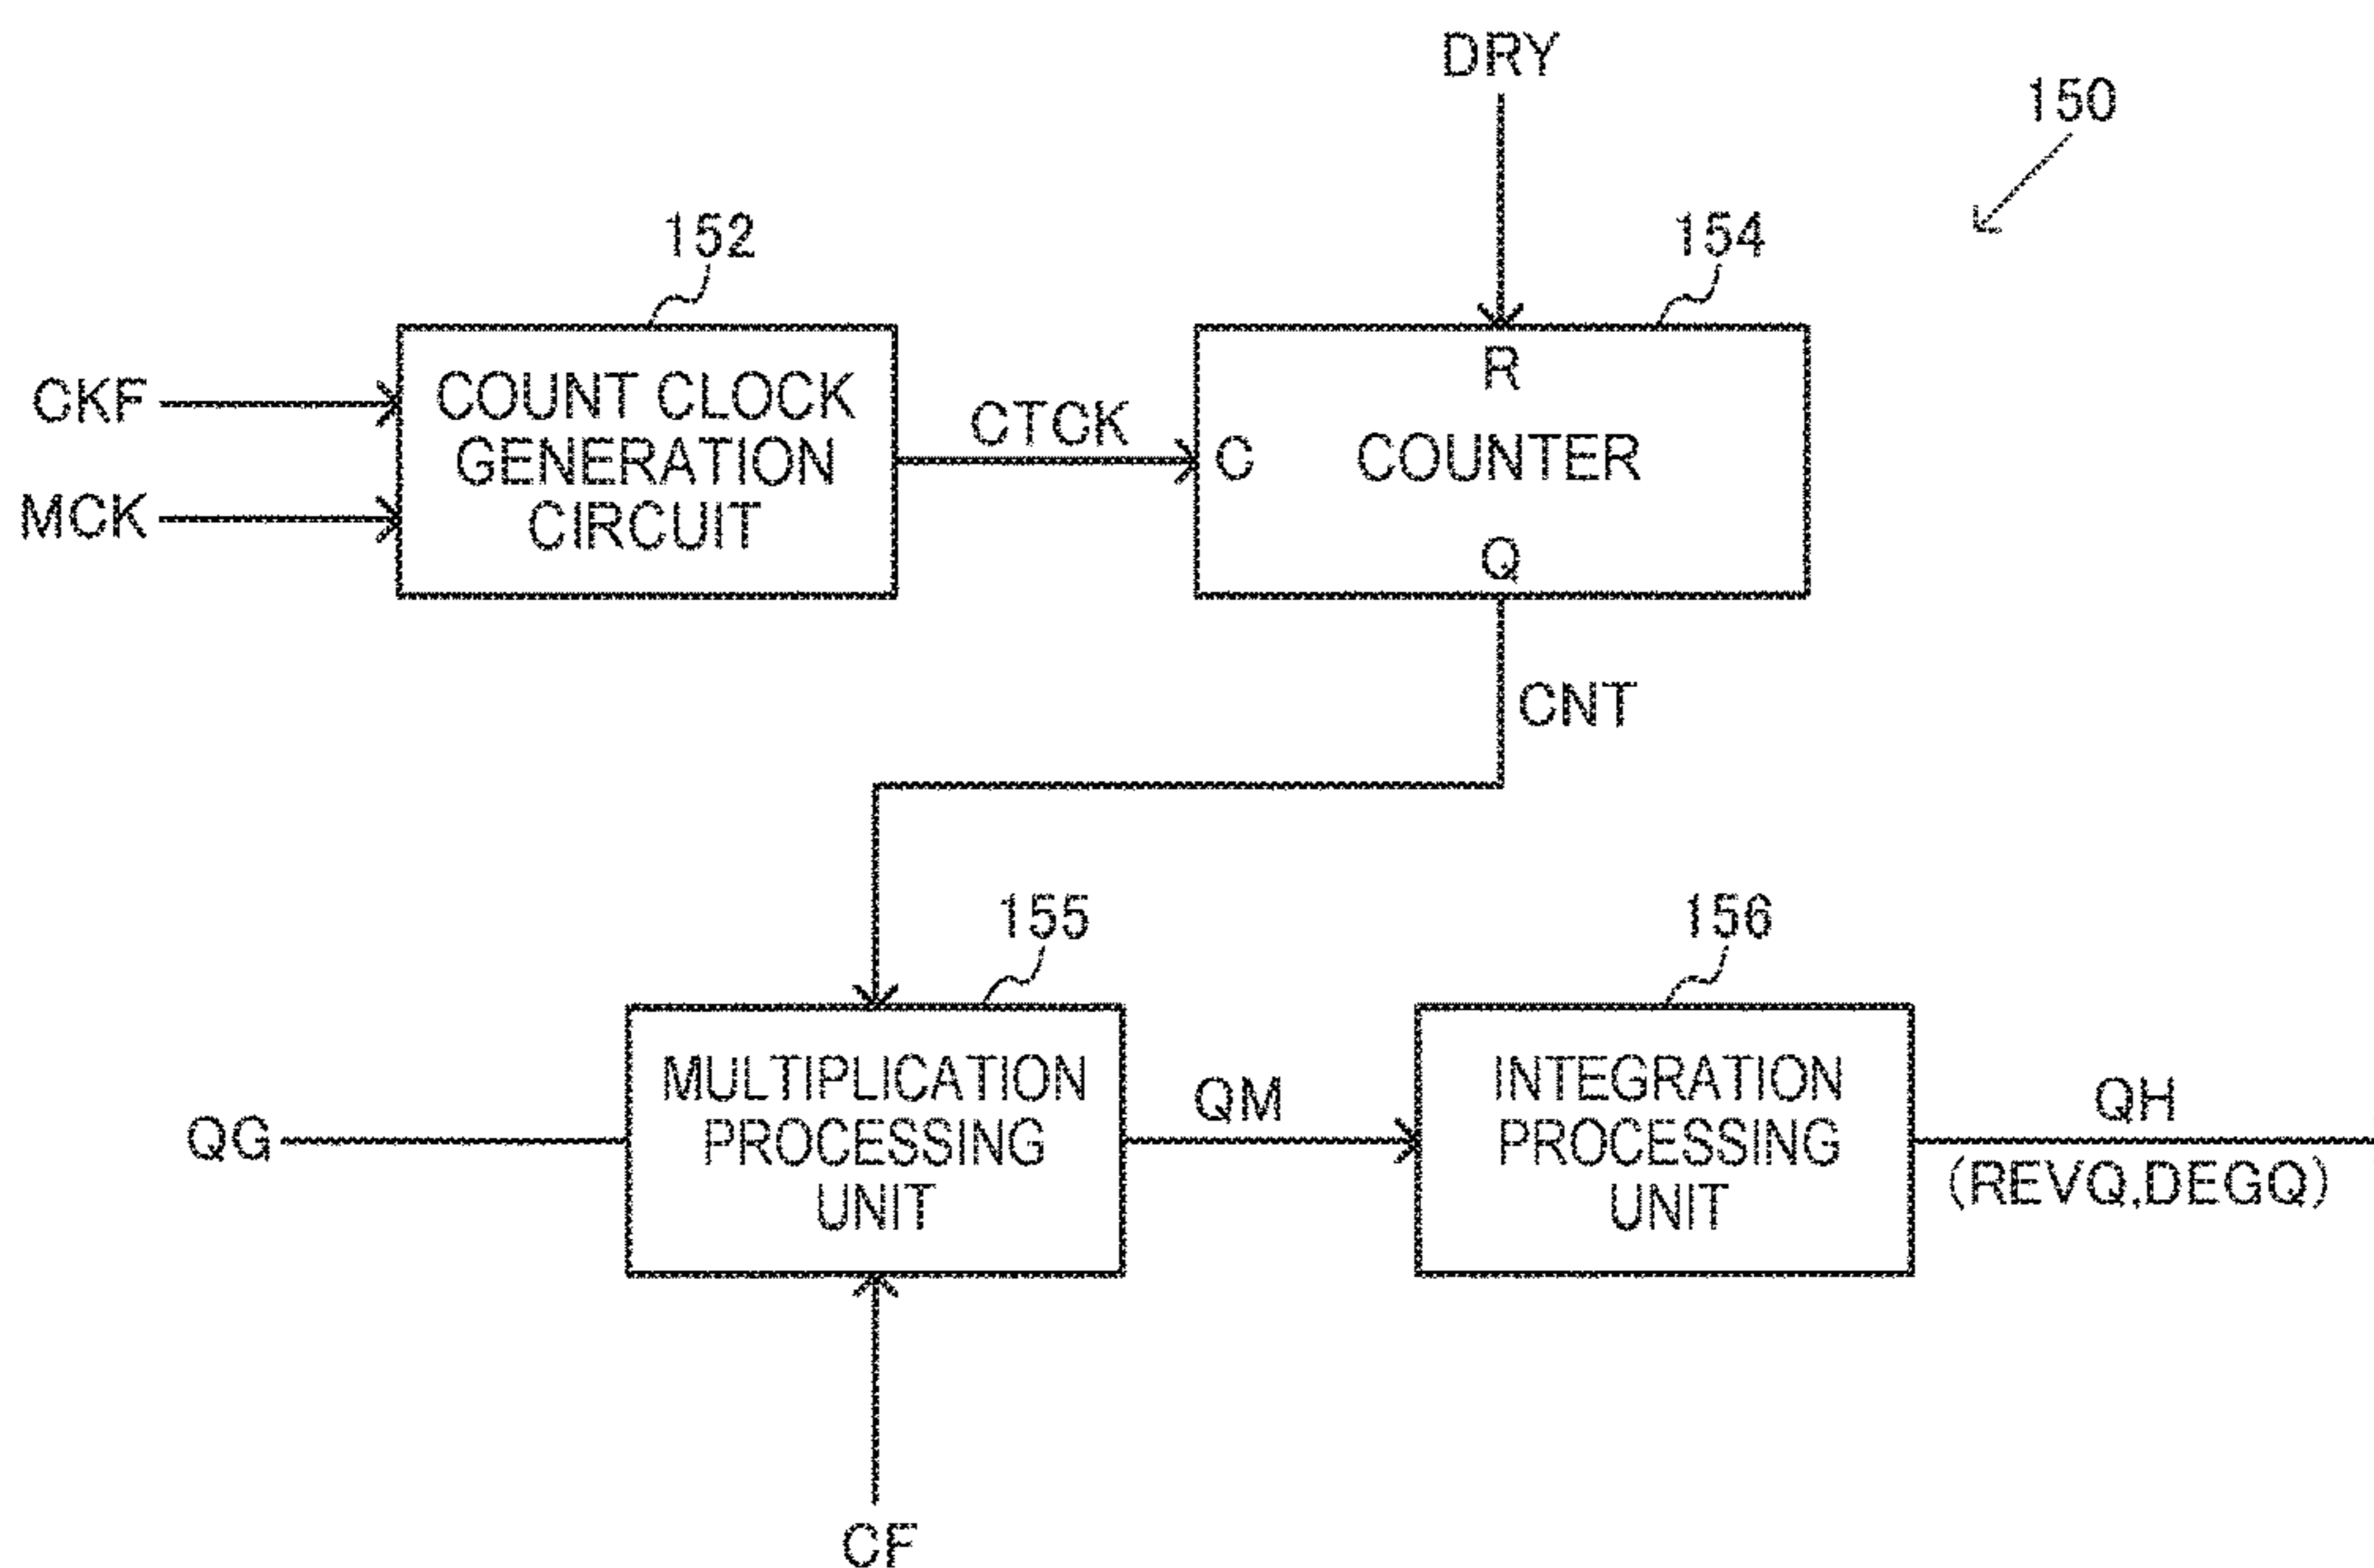 DRY
150
152
154
CKF
MCK
COUNT CLOCK
GENERATION
CIRCUIT
CTCK
R
C
COUNTER
Q
CNT
155
156
QG
MULTIPLICATION
PROCESSING
UNIT
QM
INTEGRATION
PROCESSING
UNIT
QH
(REVQ,DEGQ)
CF